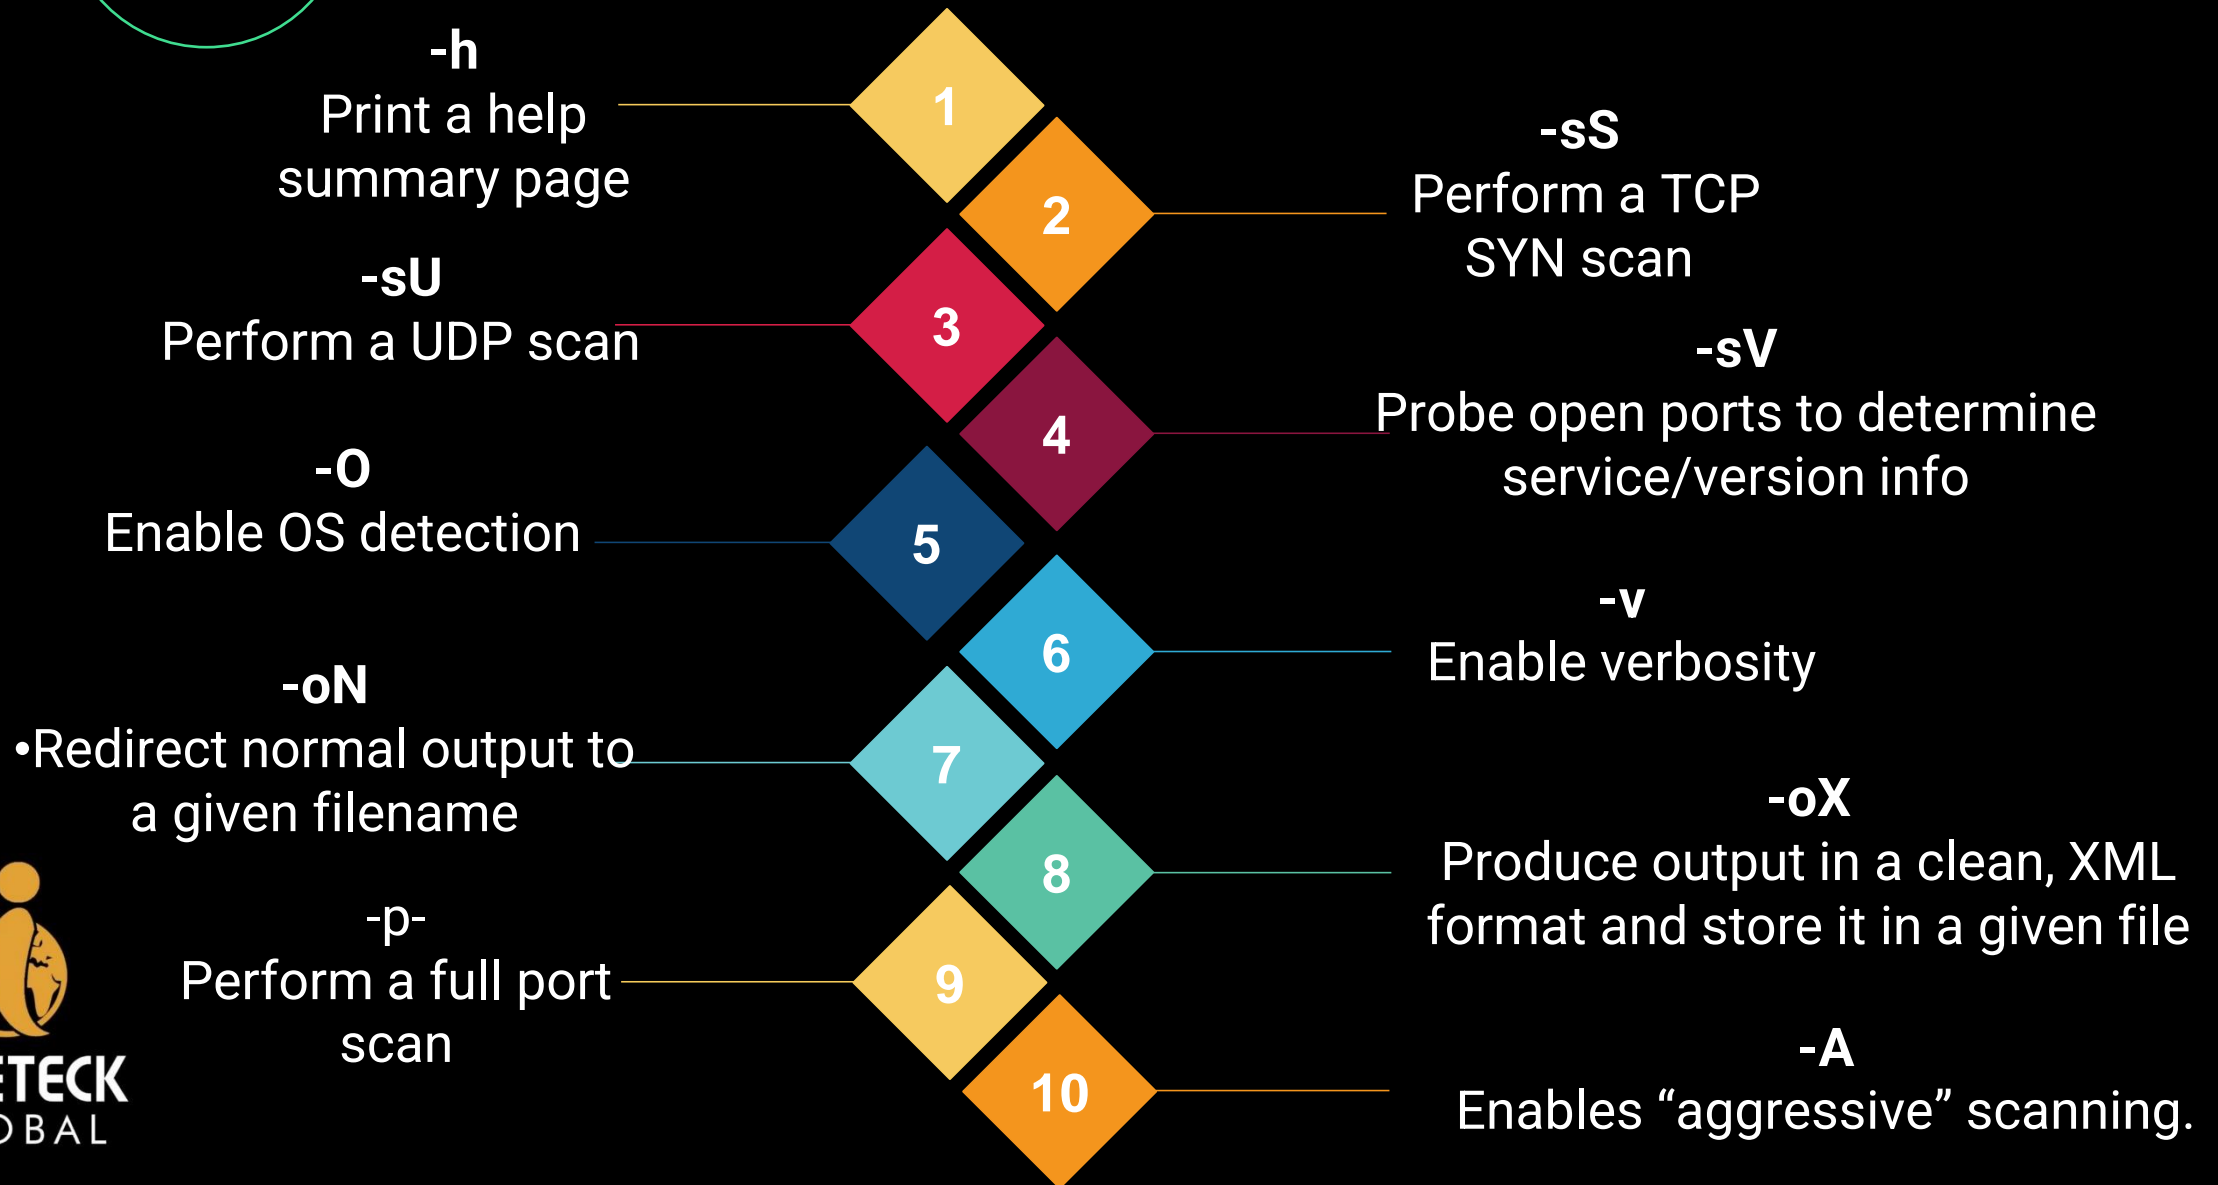 1
-h
Print a help
summary page
2
-sS
Perform a TCP
SYN scan
3
-sU
Perform a UDP scan
4
-sV
Probe open ports to determine
service/version info
5
-O
Enable OS detection
6
-v
Enable verbosity
7
-oN
•Redirect normal output to
a given filename
8
-oX
Produce output in a clean, XML
format and store it in a given file
9
-p-
Perform a full port
scan
10
-A
Enables “aggressive” scanning.